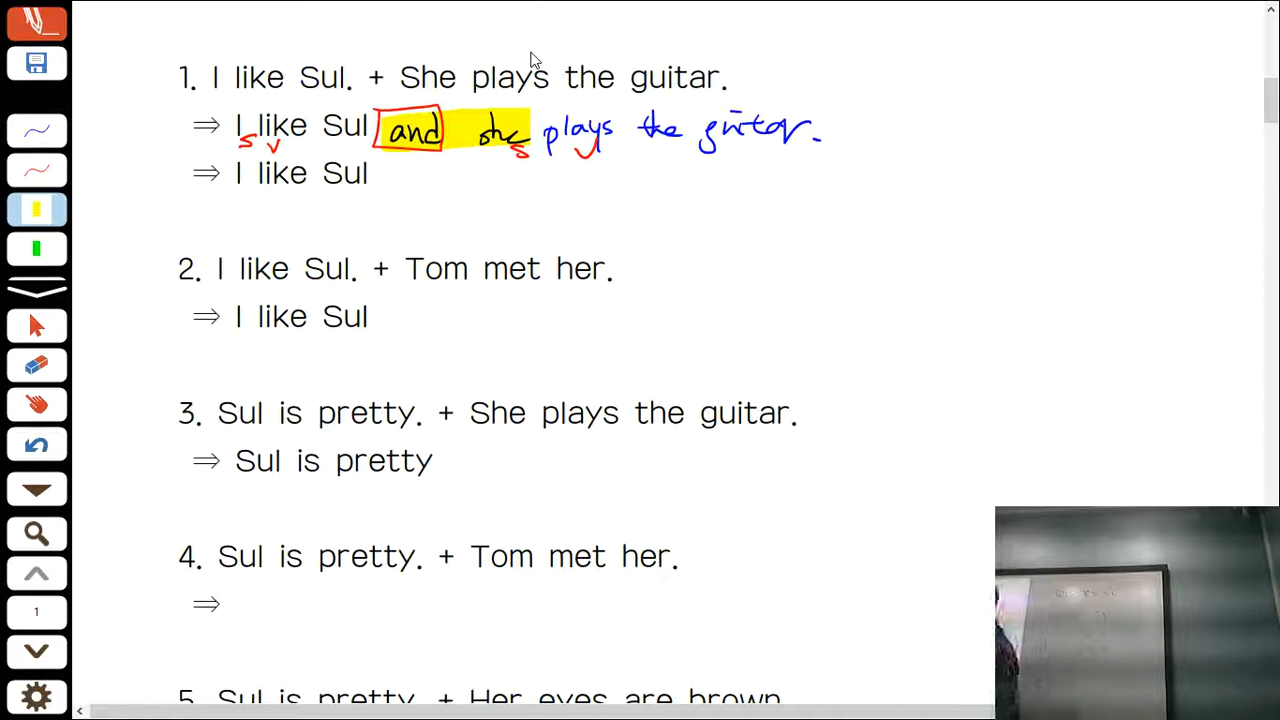 1. I like Sul. + She plays the guitar.
⇒ I like Sul and she plays the guitar.
S V S V
⇒ I like Sul
2. I like Sul. + Tom met her.
⇒ I like Sul
3. Sul is pretty. + She plays the guitar.
⇒ Sul is pretty
4. Sul is pretty. + Tom met her.
⇒
1
5. Sul is pretty. + Her eyes are brown